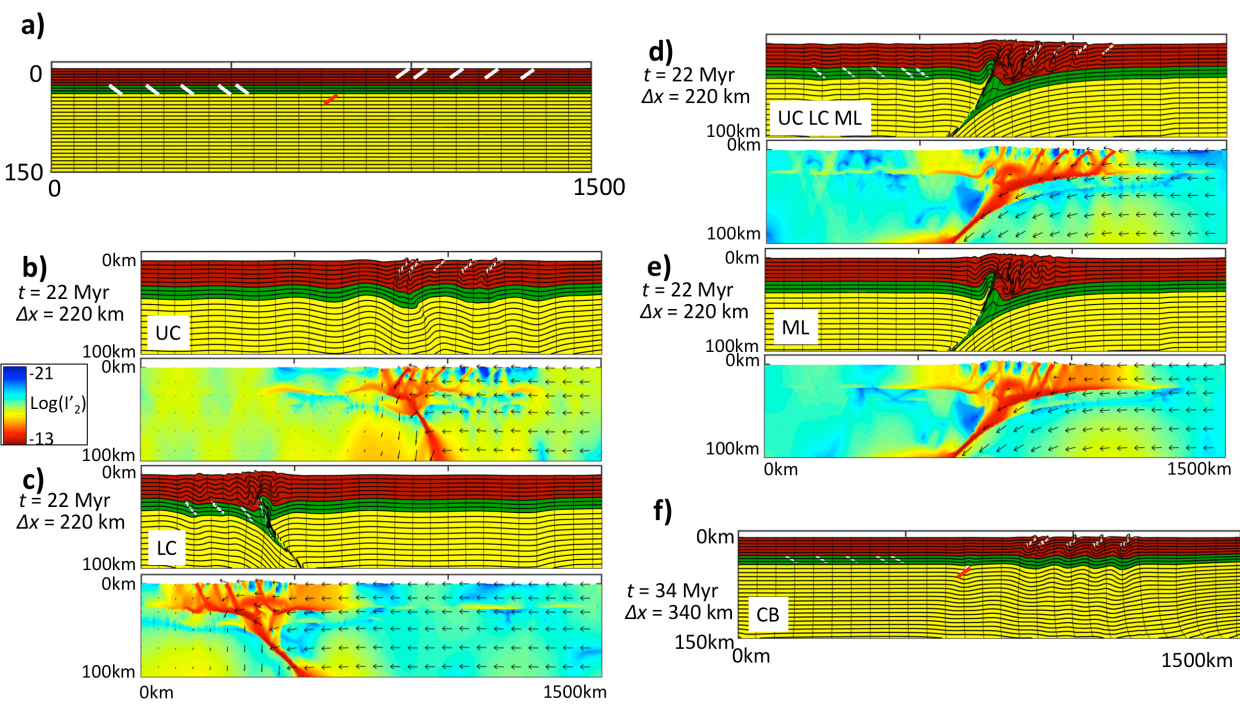 a)
0
150
0
1500
b)
0km
t = 22 Myr
Δx = 220 km
UC
100km
0km
-21
Log(I'₂)
-13
100km
c)
0km
t = 22 Myr
Δx = 220 km
LC
100km
0km
100km
0km
1500km
d)
t = 22 Myr
Δx = 220 km
UC LC ML
100km
0km
100km
e)
0km
t = 22 Myr
Δx = 220 km
ML
100km
0km
100km
0km
1500km
f)
0km
t = 34 Myr
Δx = 340 km
CB
150km
0km
1500km